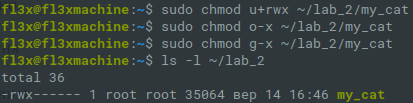 fl3x@fl3xmachine:~$ sudo chmod u+rwx ~/lab_2/my_cat
fl3x@fl3xmachine:~$ sudo chmod o-x ~/lab_2/my_cat
fl3x@fl3xmachine:~$ sudo chmod g-x ~/lab_2/my_cat
fl3x@fl3xmachine:~$ ls -l ~/lab_2
total 36
-rwx------ 1 root root 35064 вер 14 16:46 my_cat